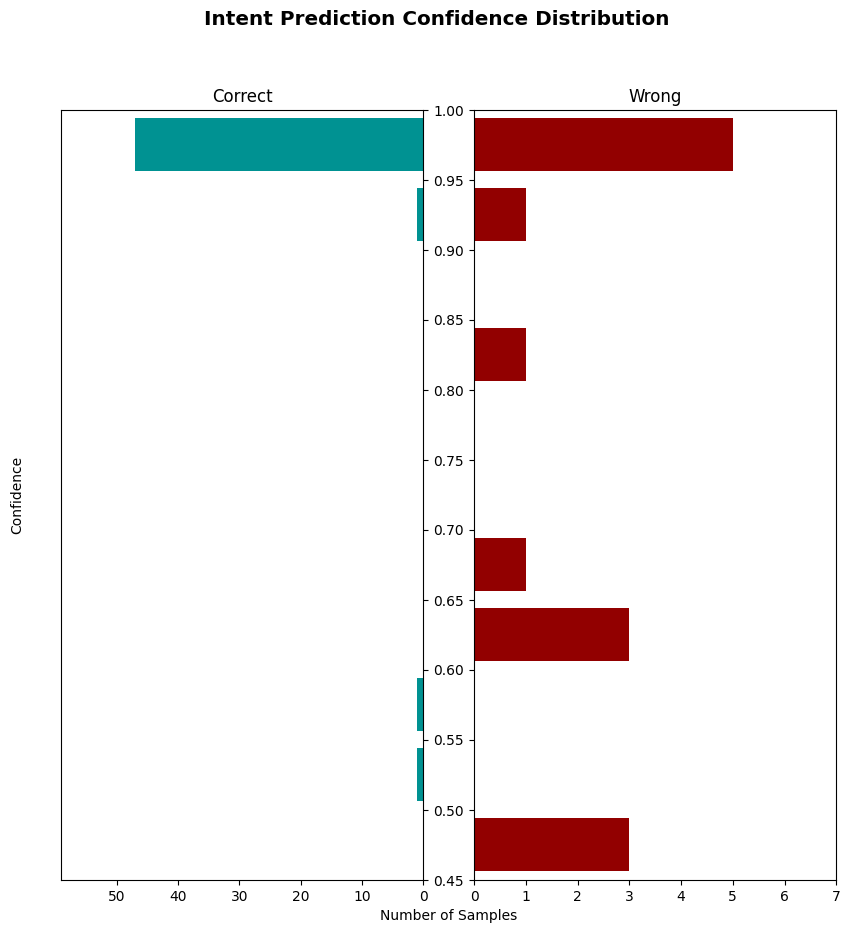 Intent Prediction Confidence Distribution
Correct
Wrong
1.00
0.95
0.90
0.85
0.80
0.75
0.70
0.65
0.60
0.55
0.50
0.45
Confidence
50 40 30 20 10 0
0 1 2 3 4 5 6 7
Number of Samples